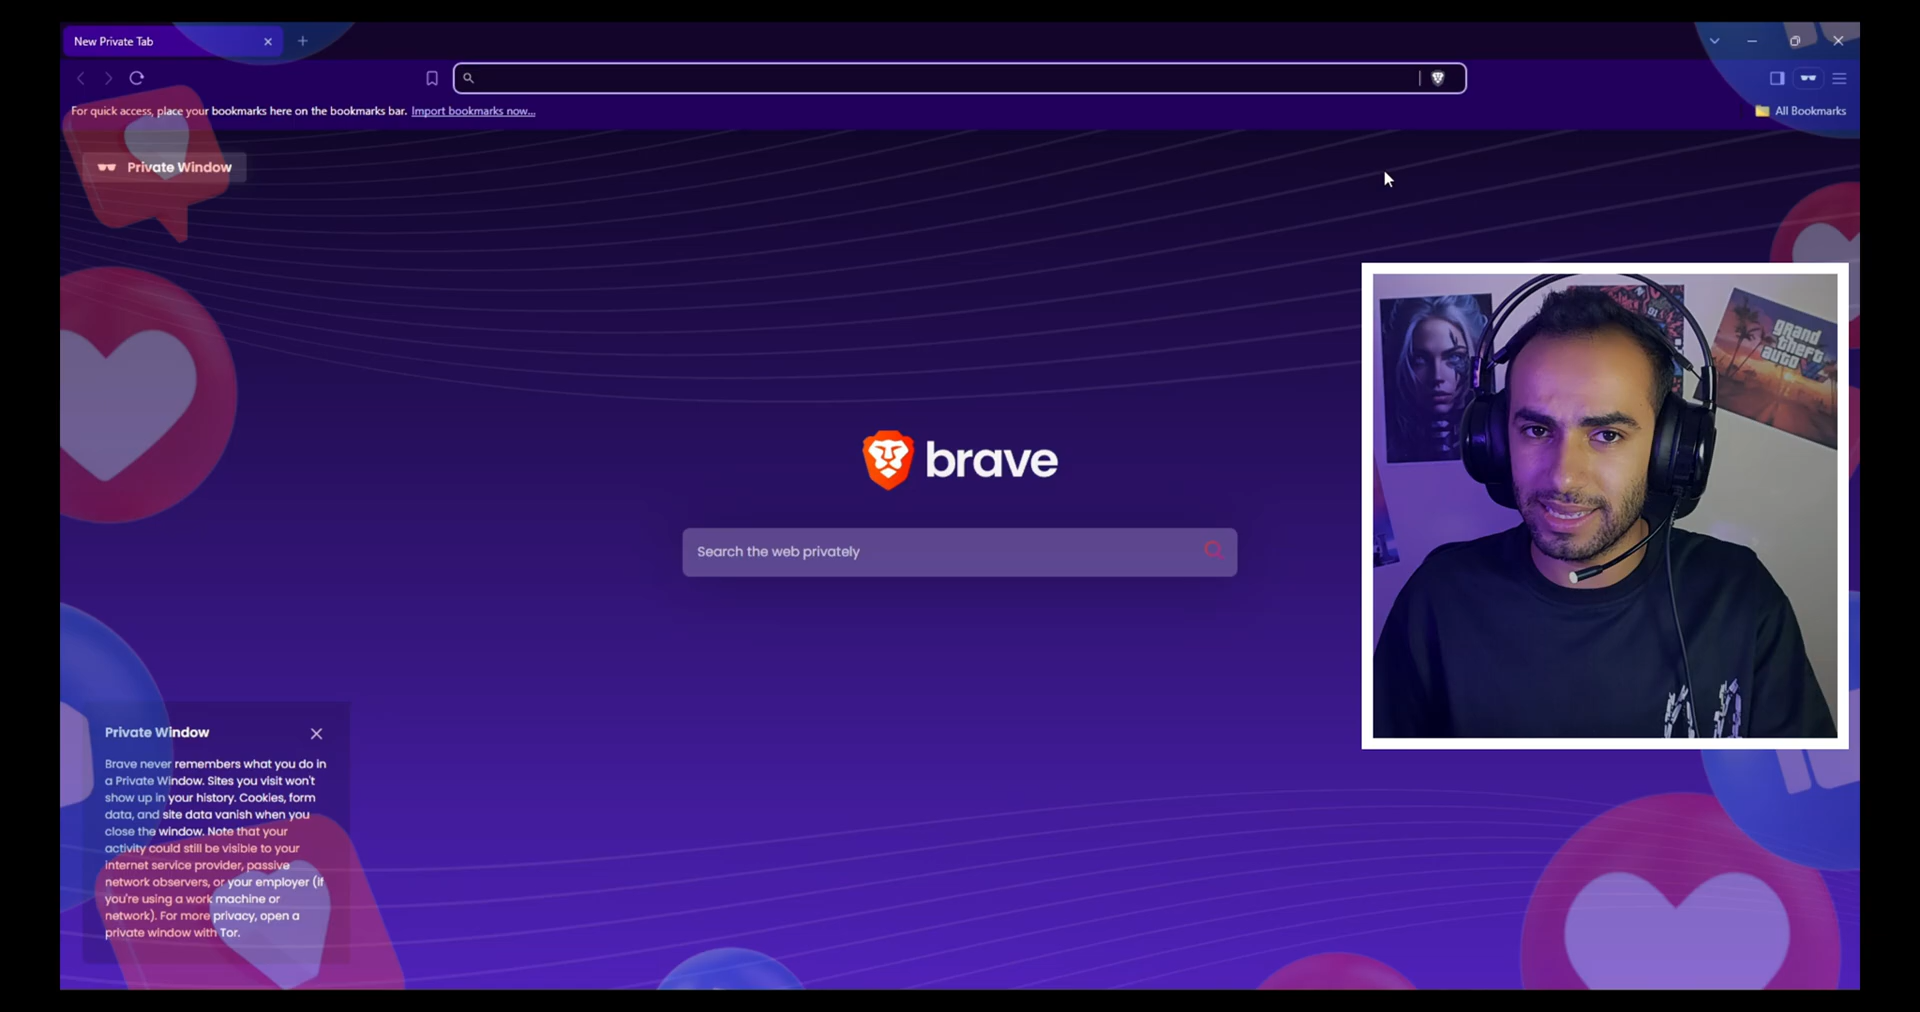 New Private Tab
For quick access, place your bookmarks here on the bookmarks bar. Import bookmarks now...
All Bookmarks
Private Window
grand
theft
auto
brave
Search the web privately
Private Window
Brave never remembers what you do in
a Private Window. Sites you visit won't
show up in your history. Cookies, form
data, and site data vanish when you
close the window. Note that your
activity could still be visible to your
internet service provider, passive
network observers, or your employer (if
you're using a work machine or
network). For more privacy, open a
private window with Tor.